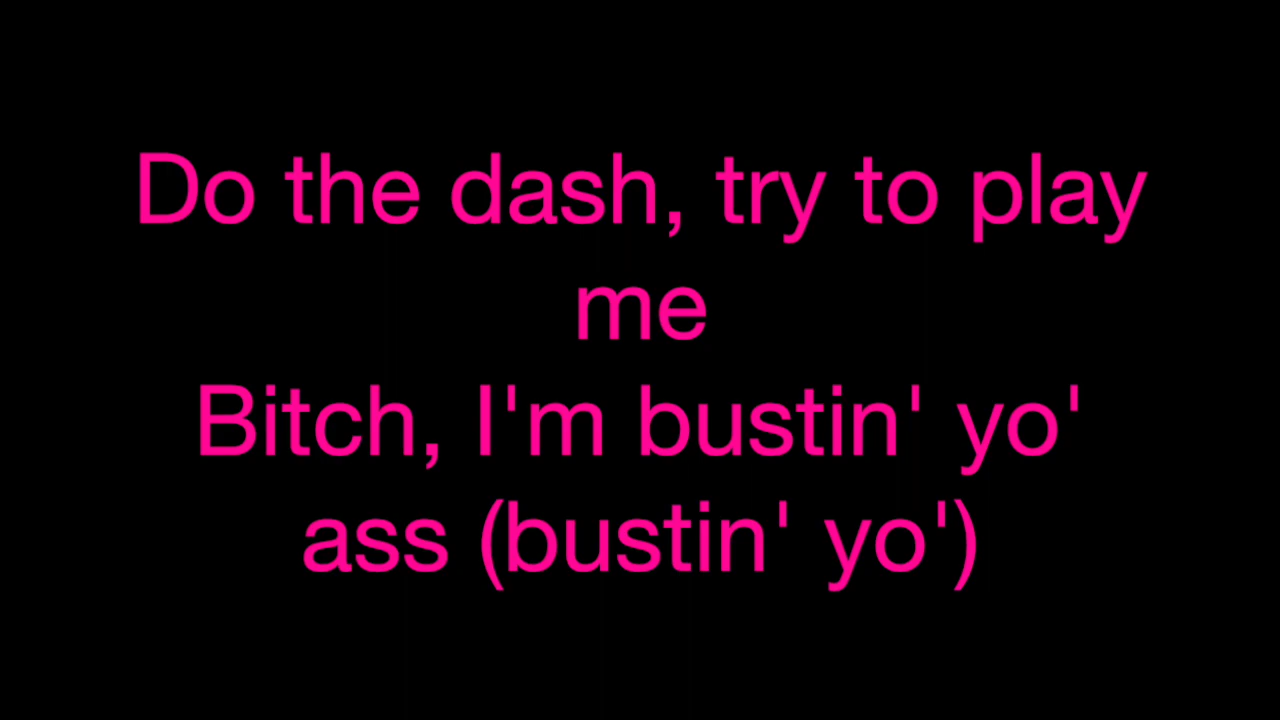 Do the dash, try to play
me
Bitch, I'm bustin' yo'
ass (bustin' yo')